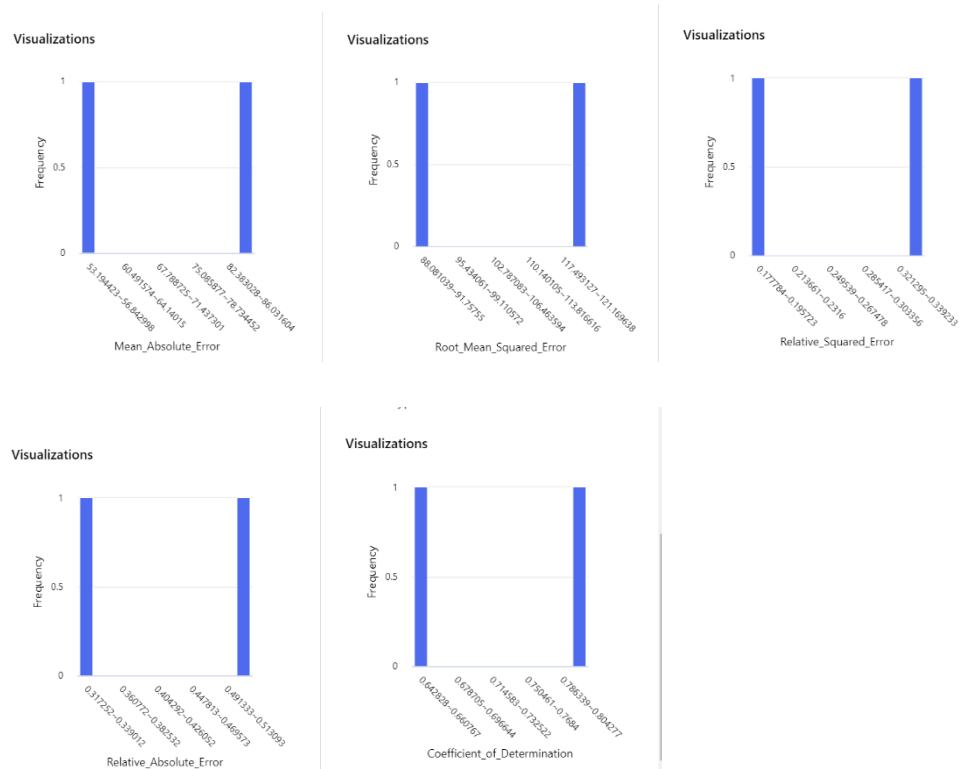 Visualizations
Frequency
1
0.5
0
53.194423~56.842998
60.491574~64.14015
67.788725~71.437301
75.085877~78.734452
82.383028~86.031604
Mean_Absolute_Error
Visualizations
Frequency
1
0.5
0
88.081039~91.75755
95.434061~99.110572
102.787083~106.463594
110.140105~113.816616
117.493127~121.169638
Root_Mean_Squared_Error
Visualizations
Frequency
1
0.5
0
0.177784~0.195723
0.213661~0.2316
0.249539~0.267478
0.285417~0.303356
0.321295~0.339233
Relative_Squared_Error
Visualizations
Frequency
1
0.5
0
0.317252~0.339012
0.360772~0.382532
0.404292~0.426052
0.447813~0.469573
0.491333~0.513093
Relative_Absolute_Error
Visualizations
Frequency
1
0.5
0
0.642828~0.660767
0.678705~0.696644
0.714583~0.732522
0.750461~0.7684
0.786339~0.804277
Coefficient_of_Determination